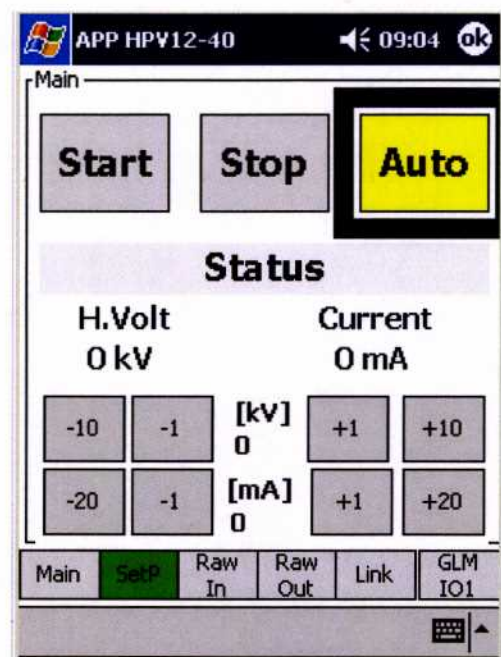 APP HPV12-40 09:04 ok
Main
Start Stop Auto
Status
H.Volt Current
0 kV 0 mA
-10 -1 [kV] 0 +1 +10
-20 -1 [mA] 0 +1 +20
Main SetP Raw In Raw Out Link GLM IO1